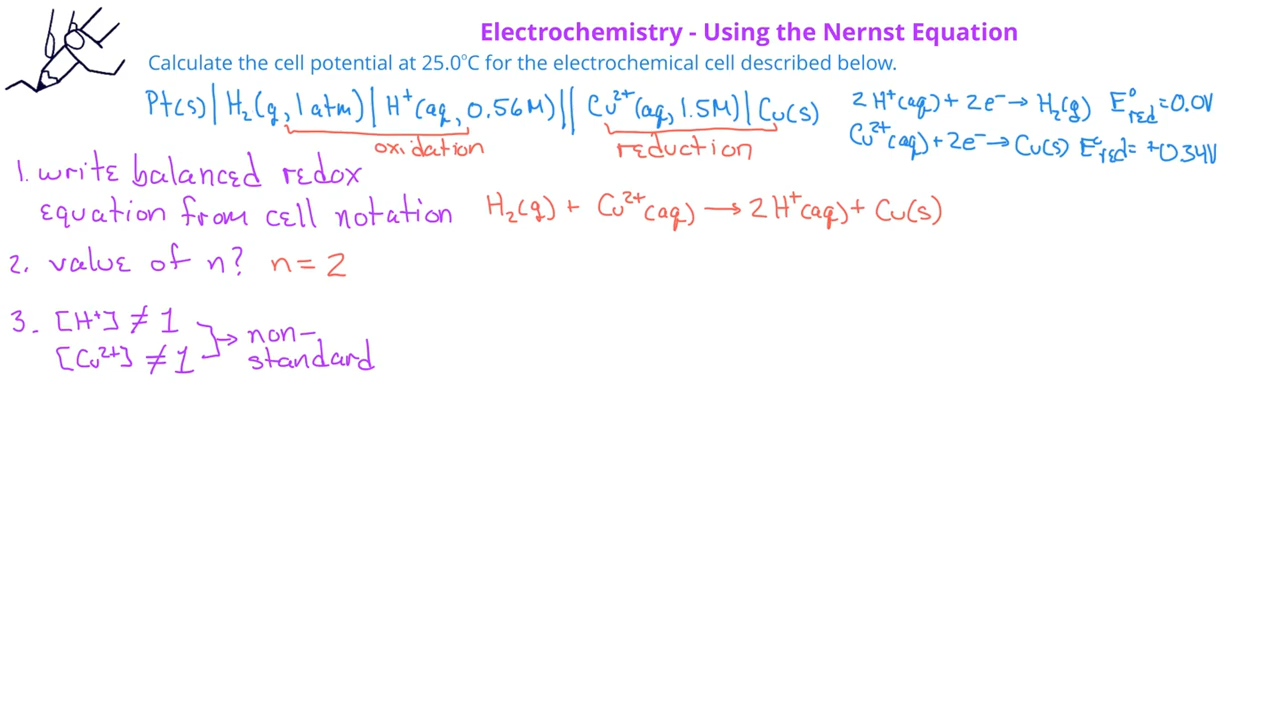 Electrochemistry - Using the Nernst Equation
Calculate the cell potential at 25.0°C for the electrochemical cell described below.
Pt(s) | H₂(g, 1 atm) | H⁺(aq, 0.56M) || Cu²⁺(aq, 1.5M) | Cu(s)
oxidation
reduction
2 H⁺(aq) + 2e⁻ → H₂(g) E°red = 0.0V
Cu²⁺(aq) + 2e⁻ → Cu(s) E°red = +0.34V
1. write balanced redox
equation from cell notation
H₂(g) + Cu²⁺(aq) → 2 H⁺(aq) + Cu(s)
2. value of n? n = 2
3. [H⁺] ≠ 1
[Cu²⁺] ≠ 1
→ non-
standard